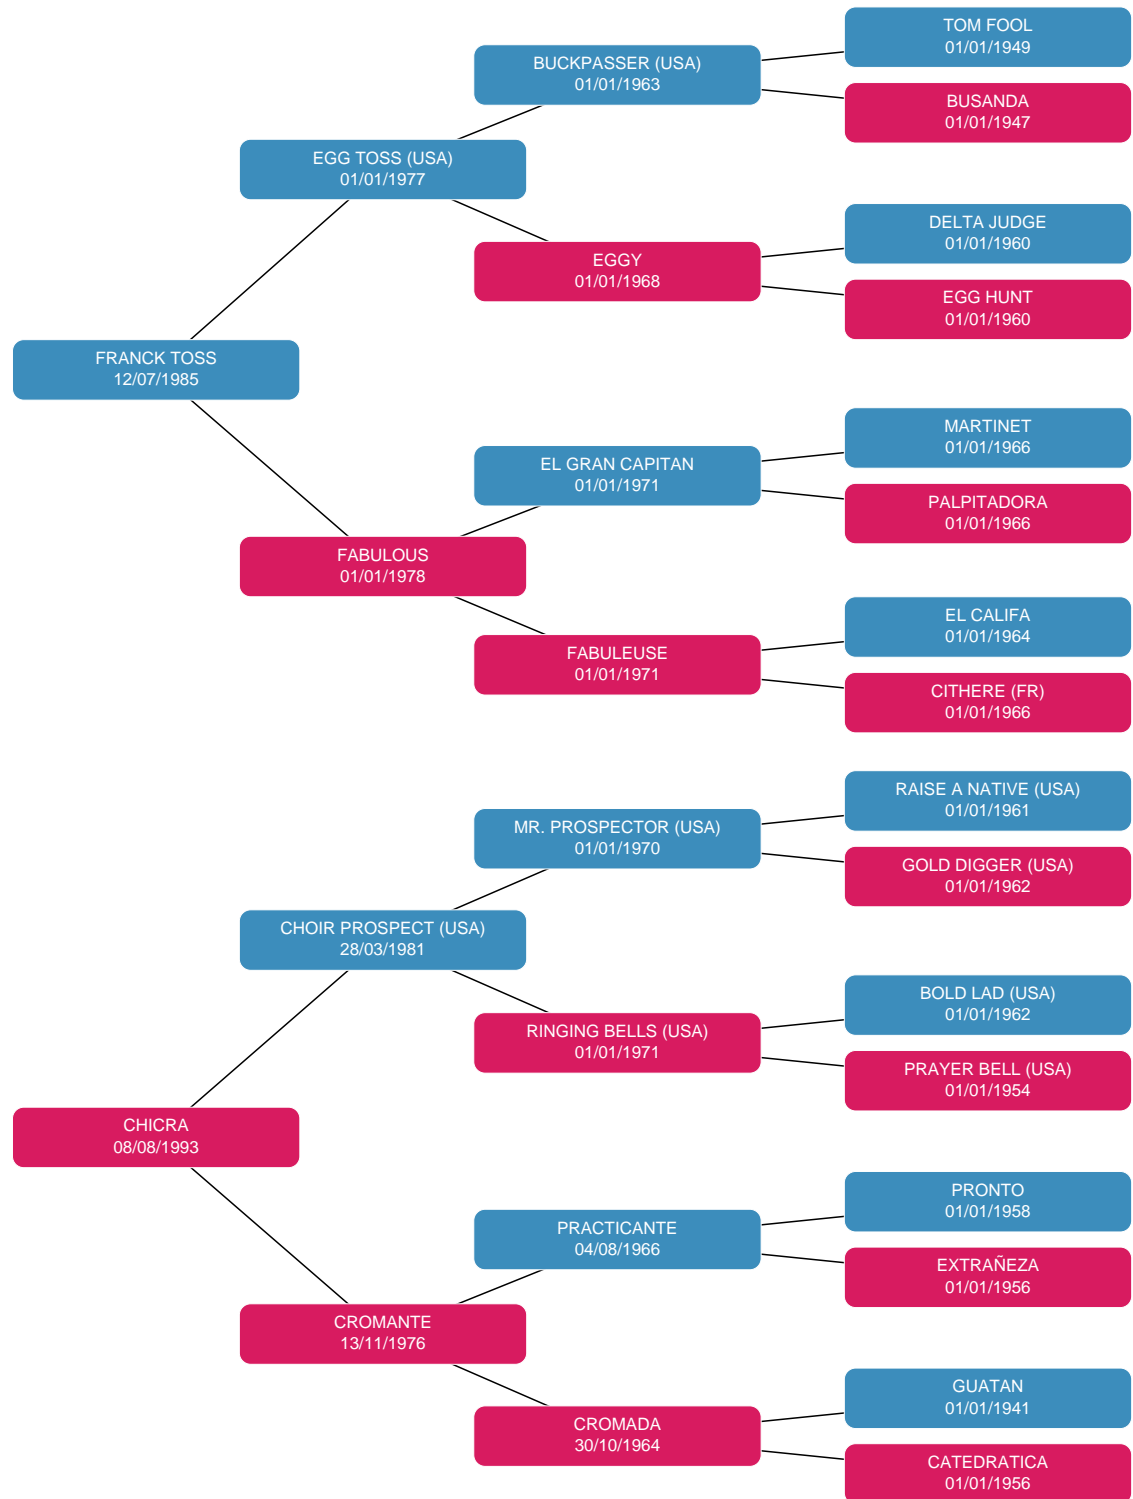 TOM FOOL
01/01/1949
BUCKPASSER (USA)
01/01/1963
BUSANDA
01/01/1947
EGG TOSS (USA)
01/01/1977
DELTA JUDGE
01/01/1960
EGGY
01/01/1968
EGG HUNT
01/01/1960
FRANCK TOSS
12/07/1985
MARTINET
01/01/1966
EL GRAN CAPITAN
01/01/1971
PALPITADORA
01/01/1966
FABULOUS
01/01/1978
EL CALIFA
01/01/1964
FABULEUSE
01/01/1971
CITHERE (FR)
01/01/1966
RAISE A NATIVE (USA)
01/01/1961
MR. PROSPECTOR (USA)
01/01/1970
GOLD DIGGER (USA)
01/01/1962
CHOIR PROSPECT (USA)
28/03/1981
BOLD LAD (USA)
01/01/1962
RINGING BELLS (USA)
01/01/1971
PRAYER BELL (USA)
01/01/1954
CHICRA
08/08/1993
PRONTO
01/01/1958
PRACTICANTE
04/08/1966
EXTRAÑEZA
01/01/1956
CROMANTE
13/11/1976
GUATAN
01/01/1941
CROMADA
30/10/1964
CATEDRATICA
01/01/1956